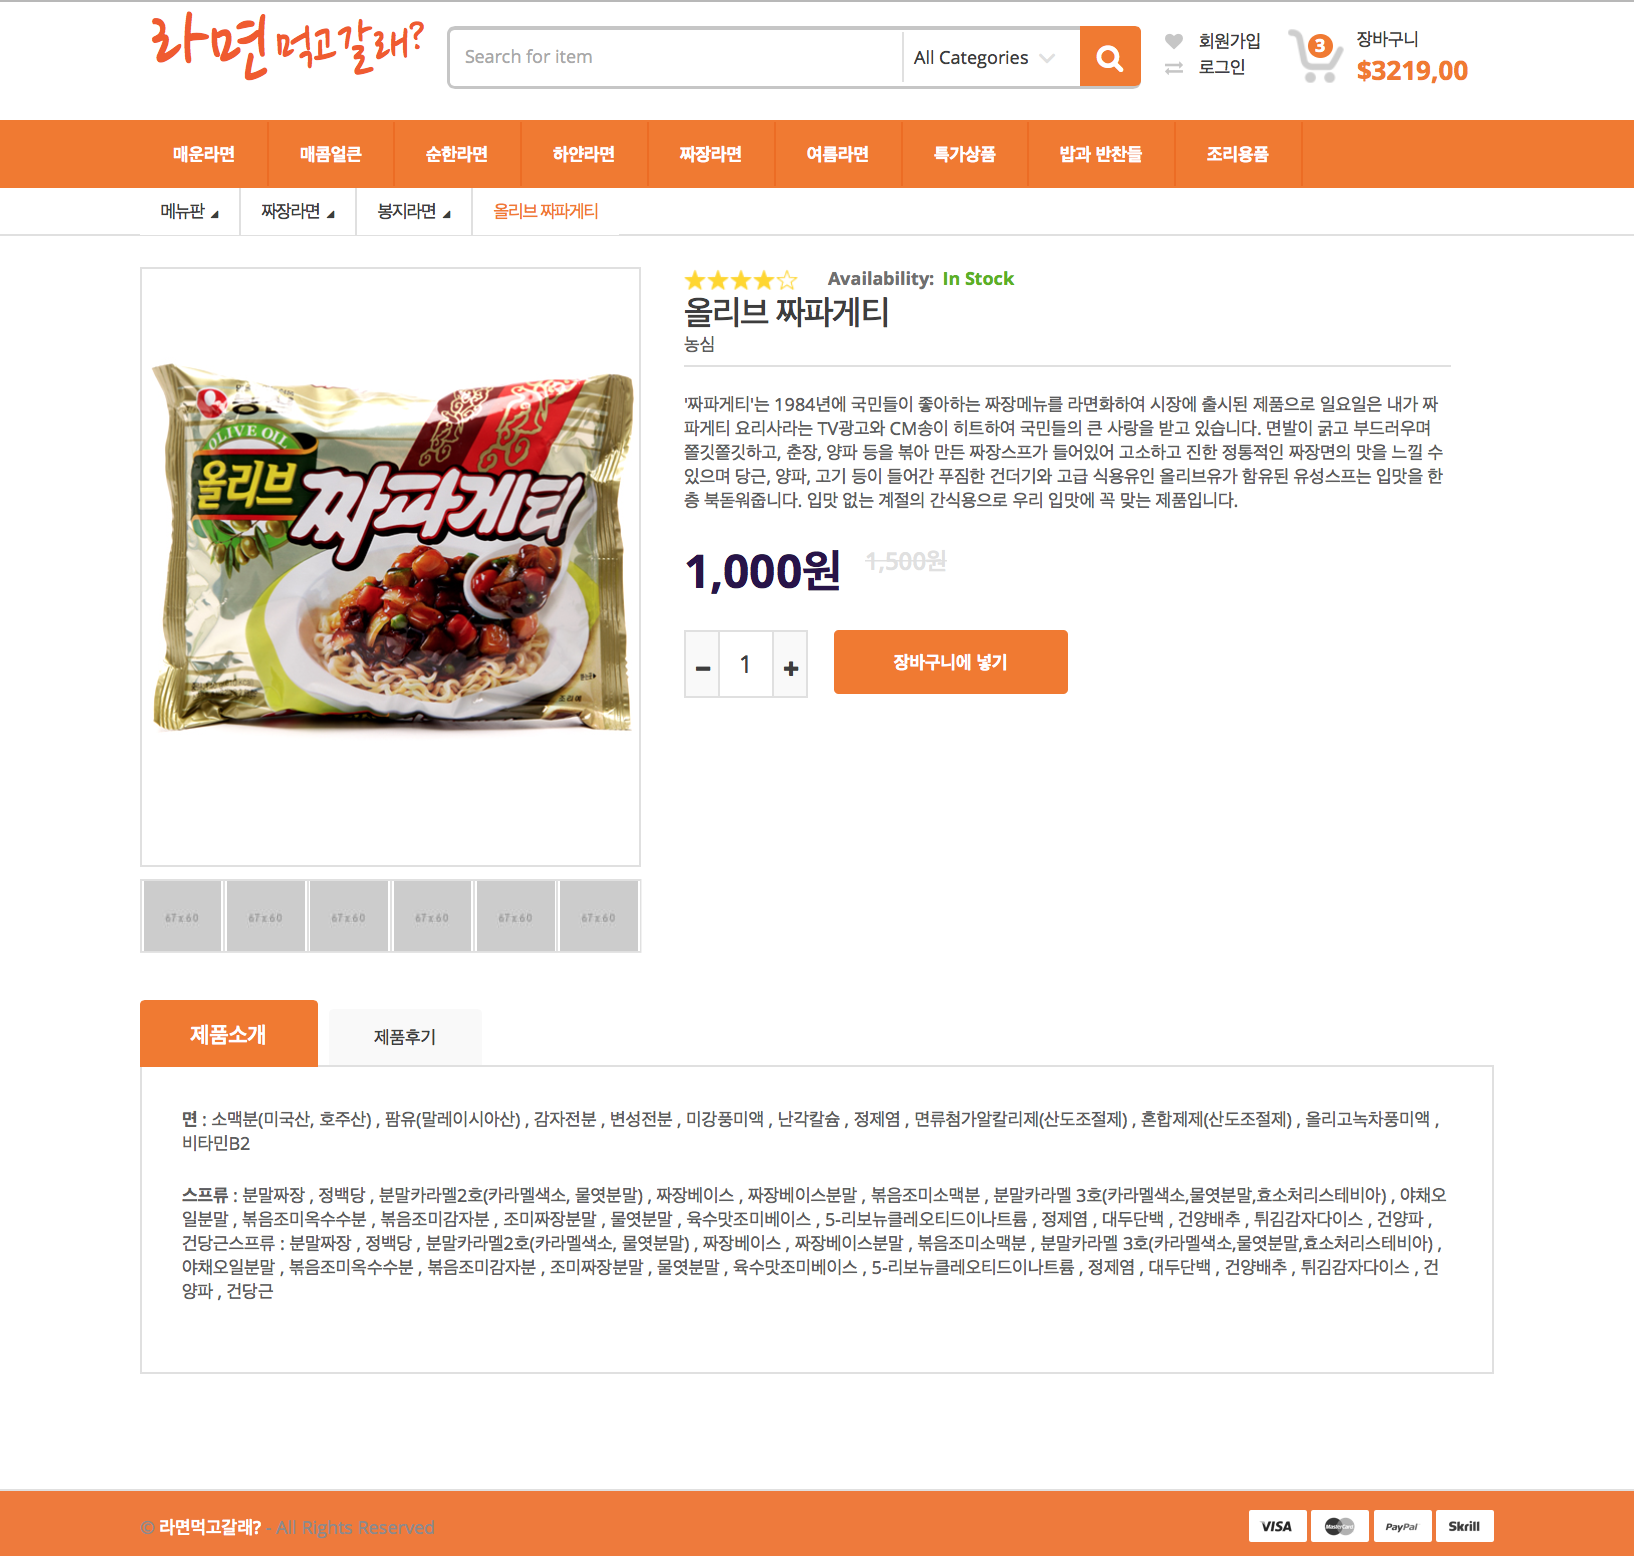 라면 먹고갈래?
Search for item
All Categories
회원가입
로그인
3
장바구니
$3219,00
매운라면
매콤얼큰
순한라면
하얀라면
짜장라면
여름라면
특가상품
밥과 반찬들
조리용품
메뉴판
짜장라면
봉지라면
올리브 짜파게티
Availability: In Stock
올리브 짜파게티
농심
'짜파게티'는 1984년에 국민들이 좋아하는 짜장메뉴를 라면화하여 시장에 출시된 제품으로 일요일은 내가 짜
파게티 요리사라는 TV광고와 CM송이 히트하여 국민들의 큰 사랑을 받고 있습니다. 면발이 굵고 부드러우며
쫄깃쫄깃하고, 춘장, 양파 등을 볶아 만든 짜장스프가 들어있어 고소하고 진한 정통적인 짜장면의 맛을 느낄 수
있으며 당근, 양파, 고기 등이 들어간 푸짐한 건더기와 고급 식용유인 올리브유가 함유된 유성스프는 입맛을 한
층 북돋워줍니다. 입맛 없는 계절의 간식용으로 우리 입맛에 꼭 맞는 제품입니다.
OLIVE OIL
올리브
짜파게티
조리예
1,000원
1,500원
1
장바구니에 넣기
67x60
67x60
67x60
67x60
67x60
67x60
제품소개
제품후기
면 : 소맥분(미국산, 호주산) , 팜유(말레이시아산) , 감자전분 , 변성전분 , 미강풍미액 , 난각칼슘 , 정제염 , 면류첨가알칼리제(산도조절제) , 혼합제제(산도조절제) , 올리고녹차풍미액 ,
비타민B2
스프류 : 분말짜장 , 정백당 , 분말카라멜2호(카라멜색소, 물엿분말) , 짜장베이스 , 짜장베이스분말 , 볶음조미소맥분 , 분말카라멜 3호(카라멜색소,물엿분말,효소처리스테비아) , 야채오
일분말 , 볶음조미옥수수분 , 볶음조미감자분 , 조미짜장분말 , 물엿분말 , 육수맛조미베이스 , 5-리보뉴클레오티드이나트륨 , 정제염 , 대두단백 , 건양배추 , 튀김감자다이스 , 건양파 ,
건당근스프류 : 분말짜장 , 정백당 , 분말카라멜2호(카라멜색소, 물엿분말) , 짜장베이스 , 짜장베이스분말 , 볶음조미소맥분 , 분말카라멜 3호(카라멜색소,물엿분말,효소처리스테비아) ,
야채오일분말 , 볶음조미옥수수분 , 볶음조미감자분 , 조미짜장분말 , 물엿분말 , 육수맛조미베이스 , 5-리보뉴클레오티드이나트륨 , 정제염 , 대두단백 , 건양배추 , 튀김감자다이스 , 건
양파 , 건당근
© 라면먹고갈래? - All Rights Reserved
VISA
MasterCard
PayPal
Skrill